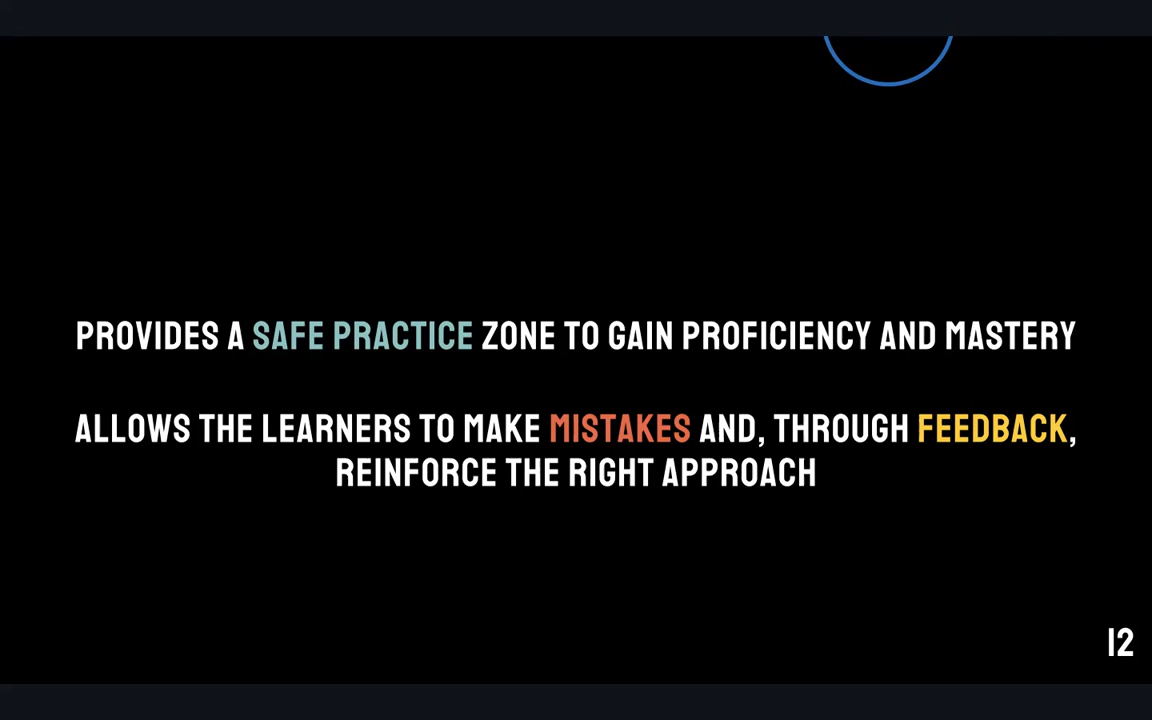 PROVIDES A SAFE PRACTICE ZONE TO GAIN PROFICIENCY AND MASTERY
ALLOWS THE LEARNERS TO MAKE MISTAKES AND, THROUGH FEEDBACK,
REINFORCE THE RIGHT APPROACH
12